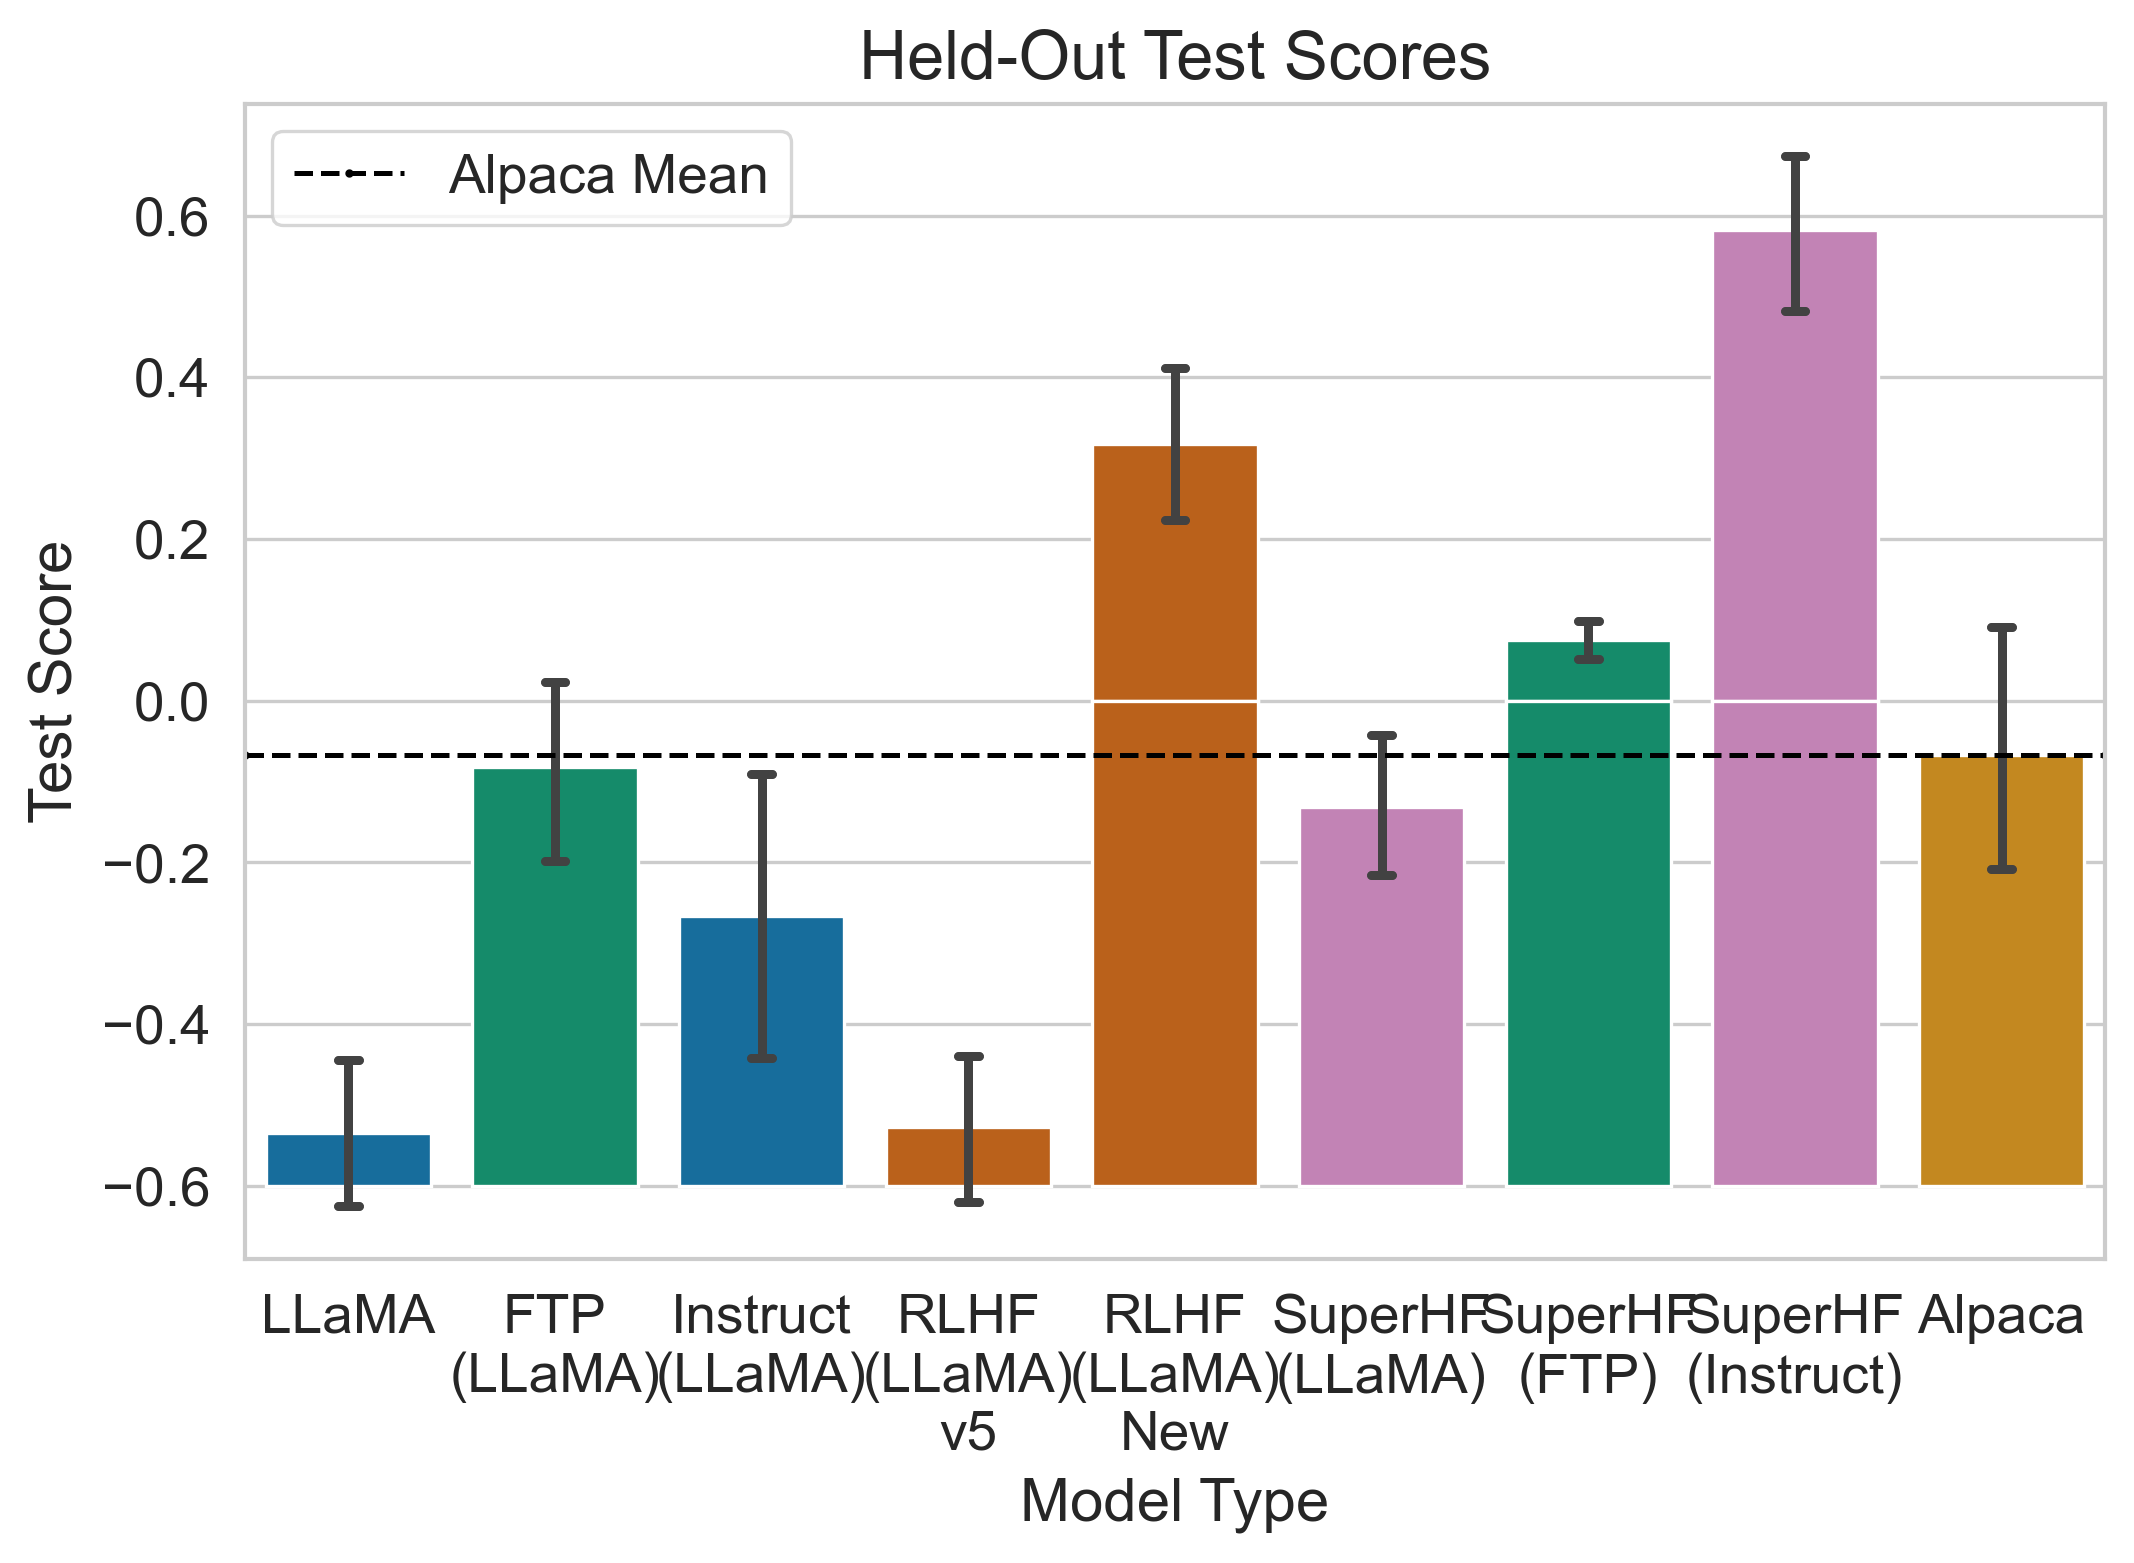 Held-Out Test Scores
Alpaca Mean
0.6
0.4
0.2
0.0
−0.2
−0.4
−0.6
Test Score
LLaMA
FTP
(LLaMA)
Instruct
(LLaMA)
RLHF
(LLaMA)
v5
RLHF
(LLaMA)
New
SuperHF
(LLaMA)
SuperHF
(FTP)
SuperHF
(Instruct)
Alpaca
Model Type